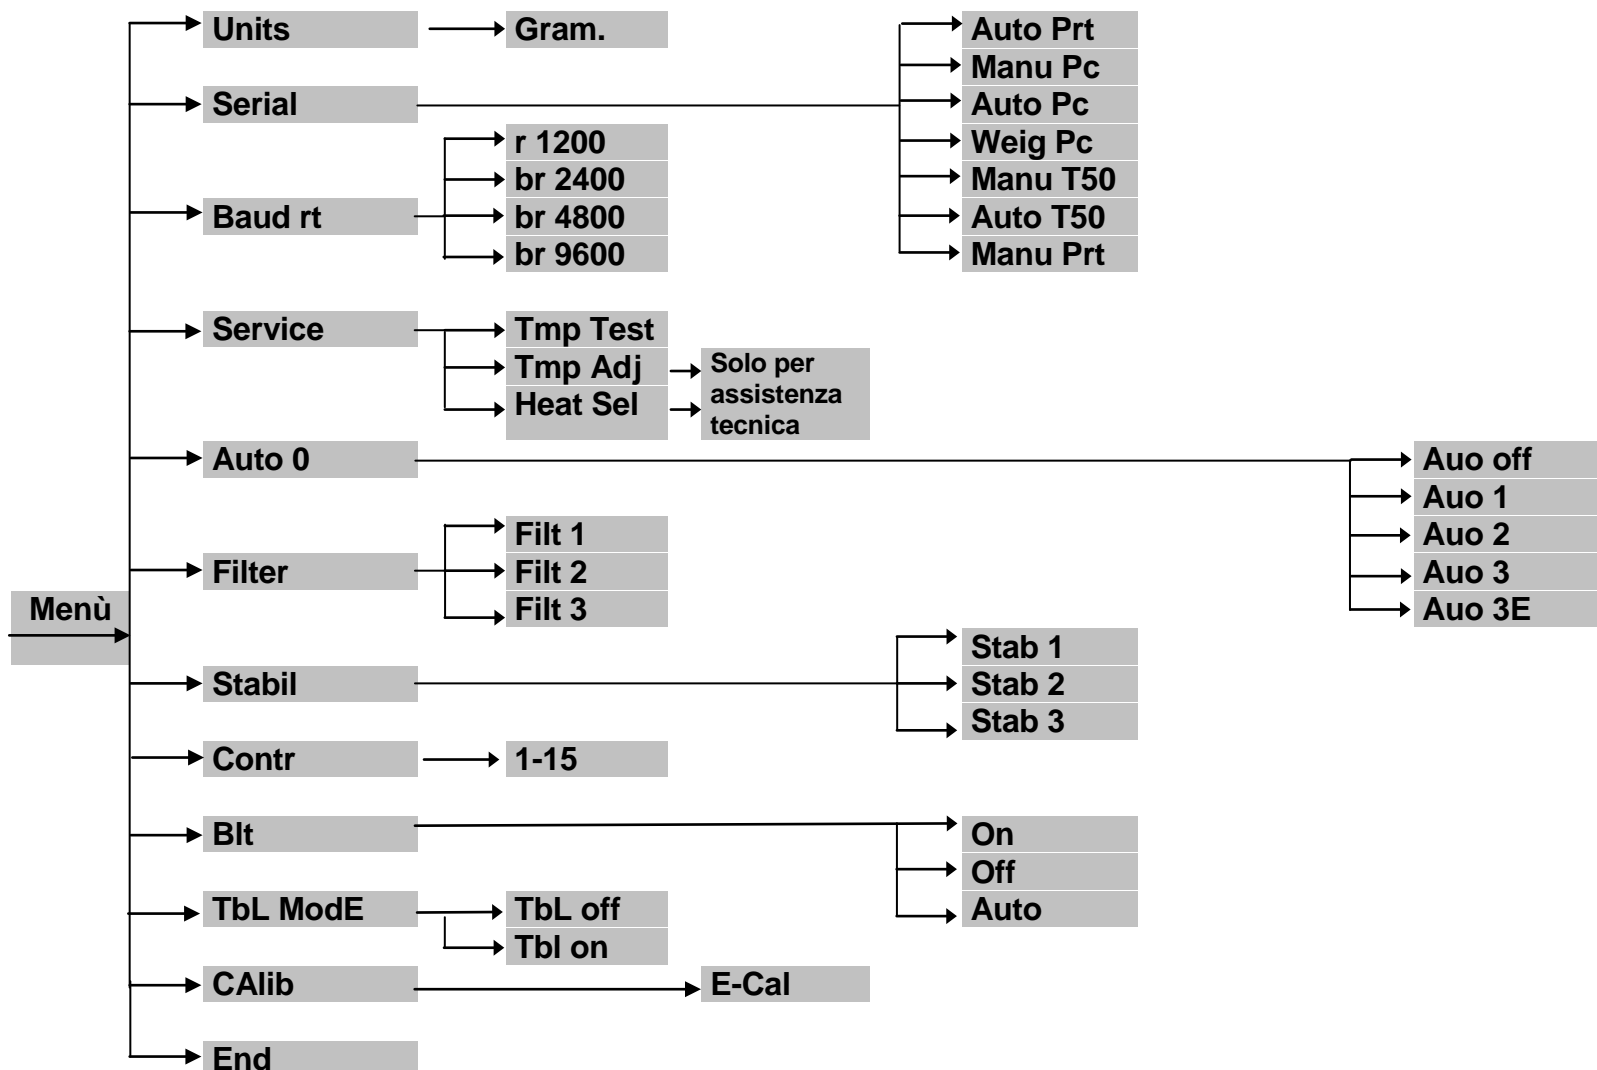 Menù
Units
Gram.
Serial
Auto Prt
Manu Pc
Auto Pc
Weig Pc
Manu T50
Auto T50
Manu Prt
Baud rt
r 1200
br 2400
br 4800
br 9600
Service
Tmp Test
Tmp Adj
Heat Sel
Solo per
assistenza
tecnica
Auto 0
Auo off
Auo 1
Auo 2
Auo 3
Auo 3E
Filter
Filt 1
Filt 2
Filt 3
Stabil
Stab 1
Stab 2
Stab 3
Contr
1-15
Blt
On
Off
Auto
TbL ModE
TbL off
Tbl on
CAlib
E-Cal
End